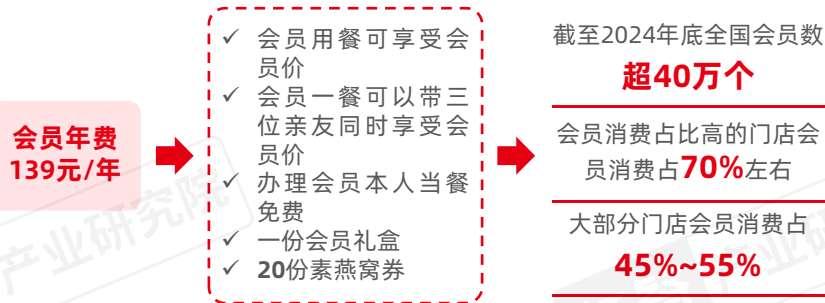 会员年费
139元/年
✓ 会员用餐可享受会
员价
✓ 会员一餐可以带三
位亲友同时享受会
员价
✓ 办理会员本人当餐
免费
✓ 一份会员礼盒
✓ 20份素燕窝券
截至2024年底全国会员数
超40万个
会员消费占比高的门店会
员消费占70%左右
大部分门店会员消费占
45%~55%
产业研究院
产业